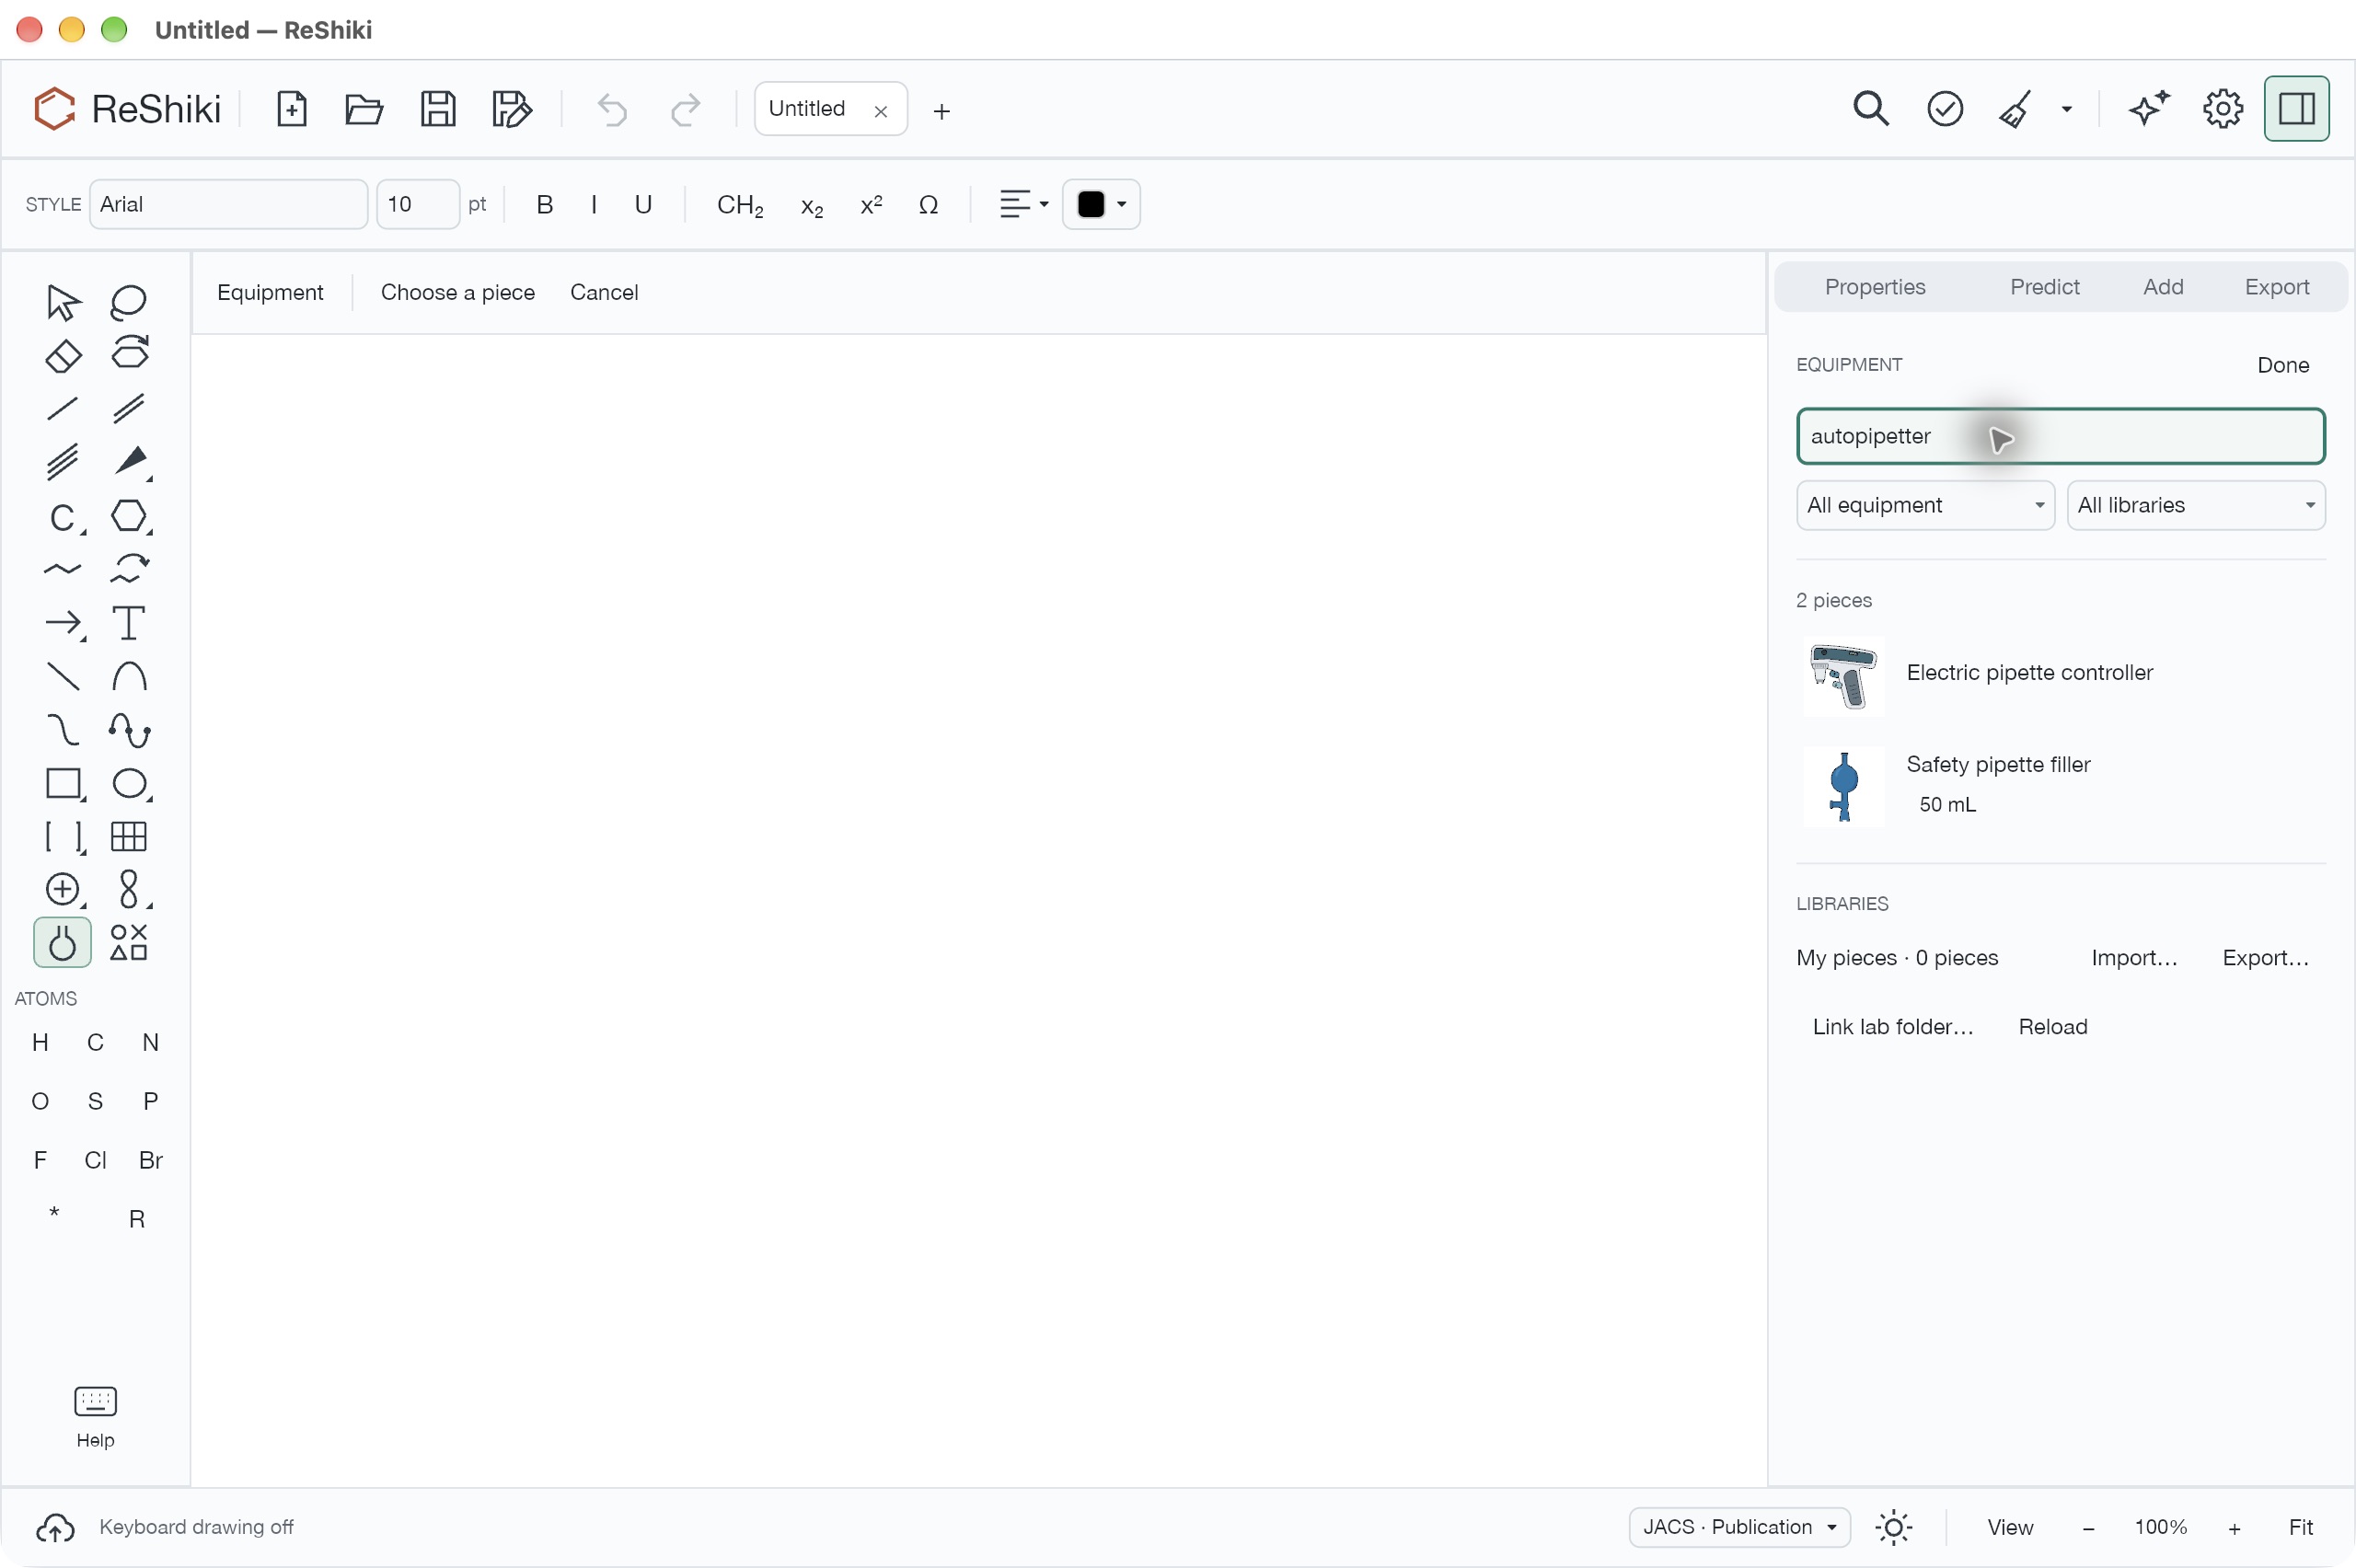 Untitled — ReShiki
ReShiki
Untitled × +
STYLE Arial 10 pt B I U CH₂ x₂ x² Ω
Equipment Choose a piece Cancel
Properties Predict Add Export
EQUIPMENT Done
autopipetter
All equipment All libraries
2 pieces
Electric pipette controller
Safety pipette filler
50 mL
LIBRARIES
My pieces · 0 pieces Import... Export...
Link lab folder... Reload
C
T
[ ]
ATOMS
H C N
O S P
F Cl Br
* R
Help
Keyboard drawing off
JACS · Publication View – 100% + Fit